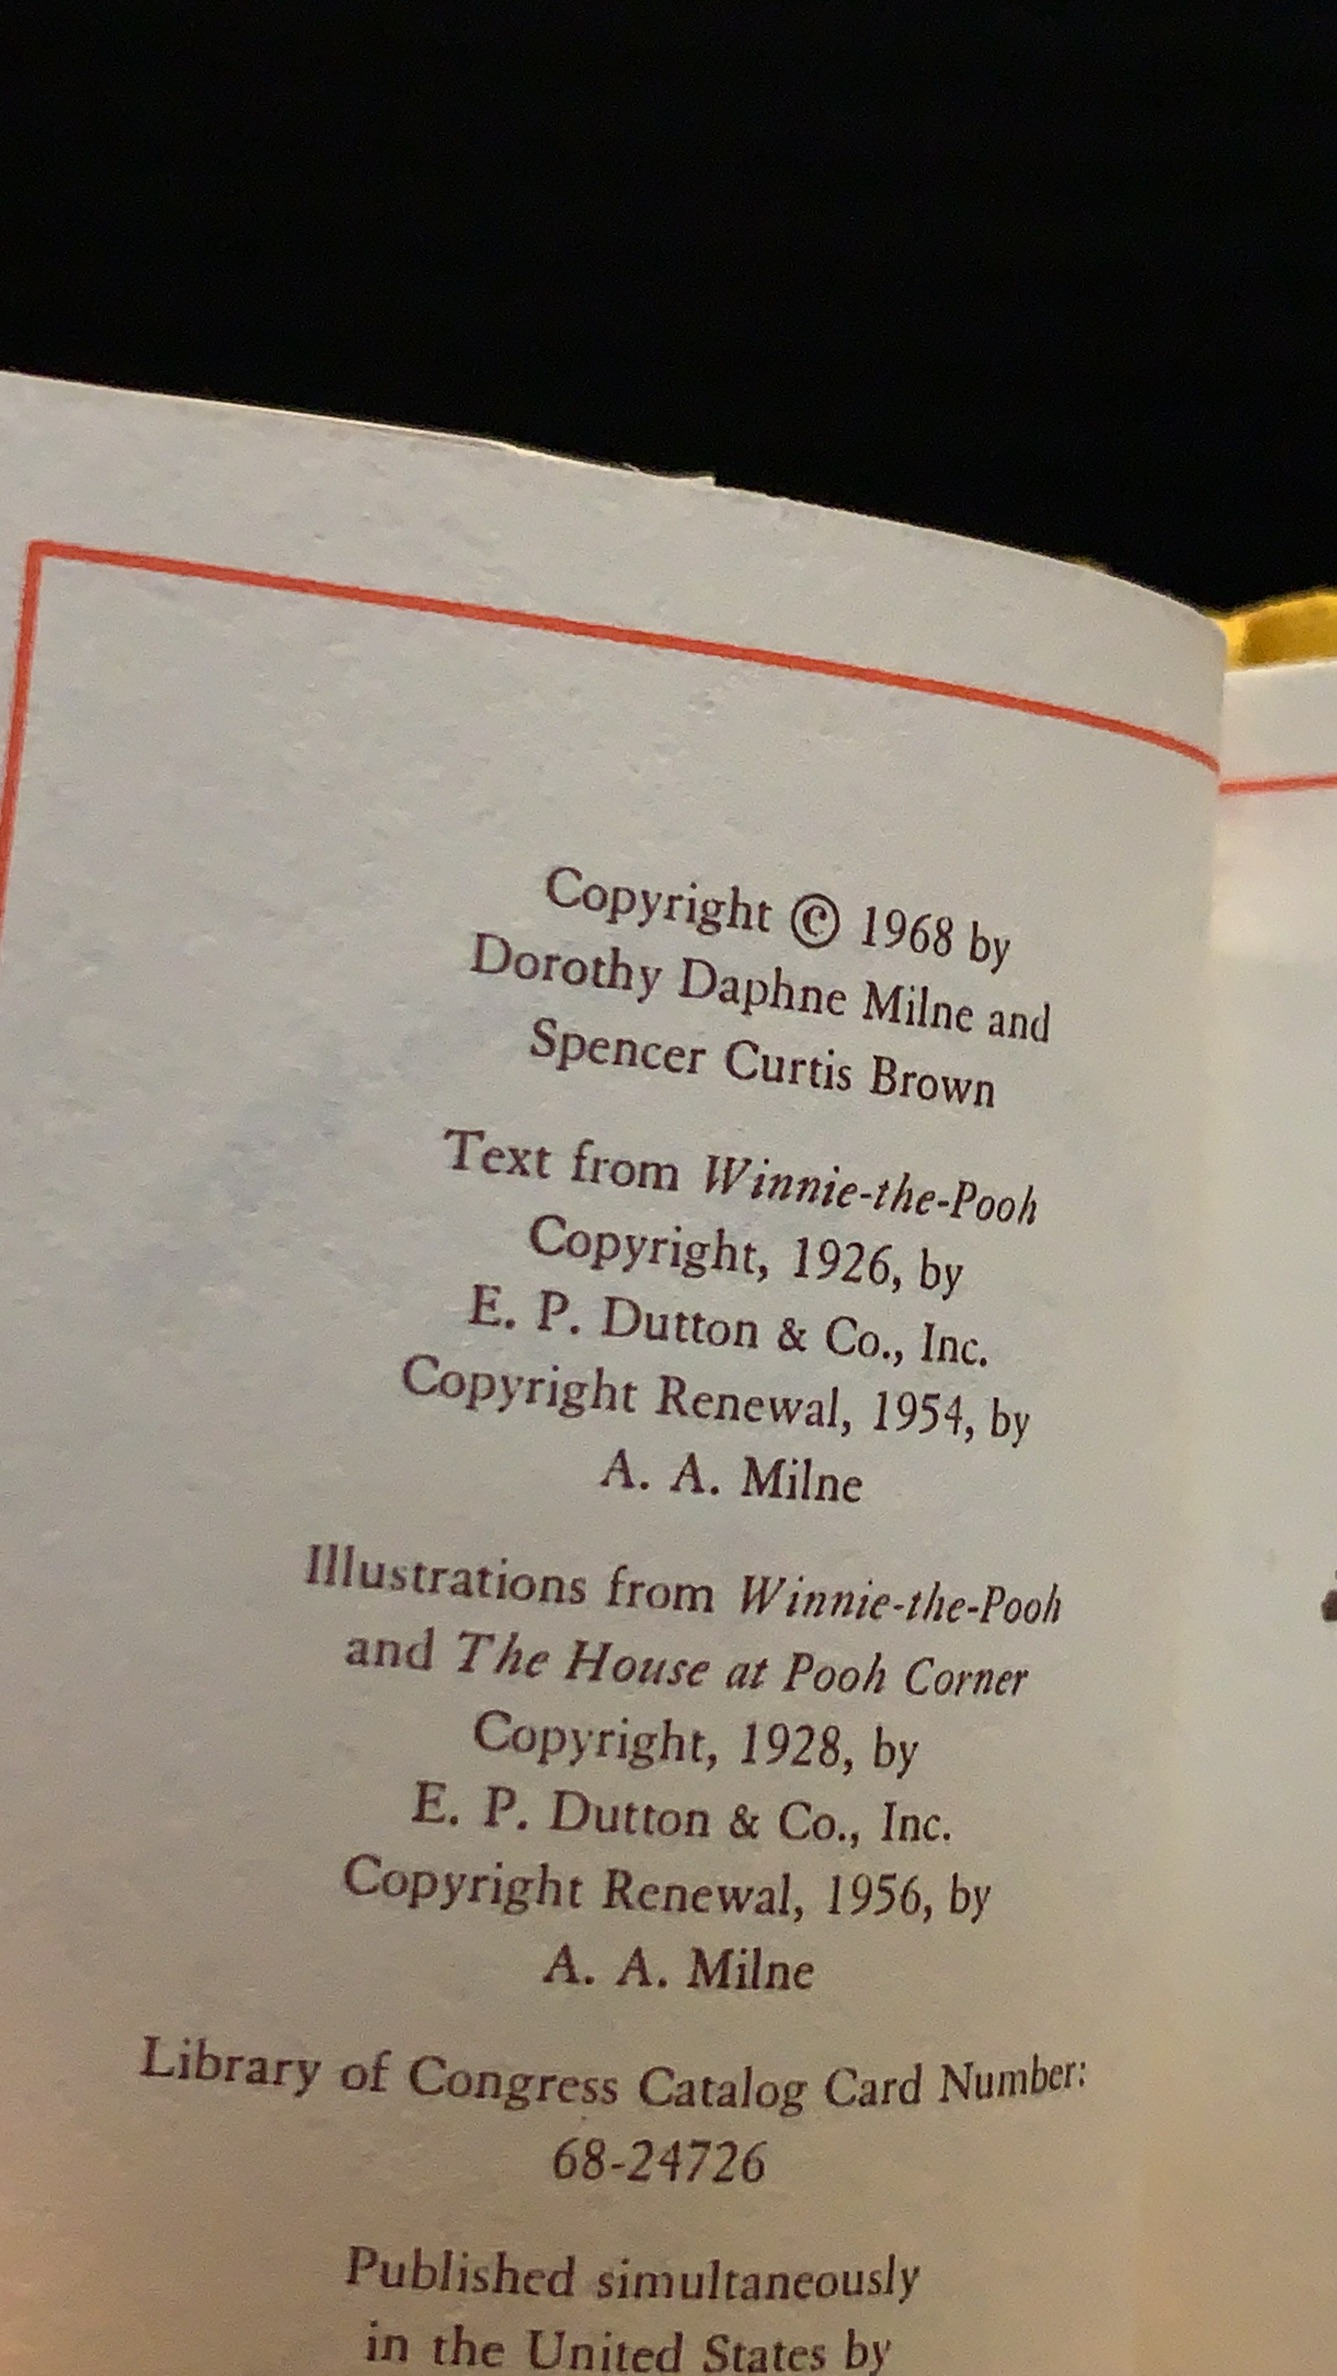 Copyright © 1968 by
Dorothy Daphne Milne and
Spencer Curtis Brown
Text from Winnie-the-Pooh
Copyright, 1926, by
E. P. Dutton & Co., Inc.
Copyright Renewal, 1954, by
A. A. Milne
Illustrations from Winnie-the-Pooh
and The House at Pooh Corner
Copyright, 1928, by
E. P. Dutton & Co., Inc.
Copyright Renewal, 1956, by
A. A. Milne
Library of Congress Catalog Card Number:
68-24726
Published simultaneously
in the United States by